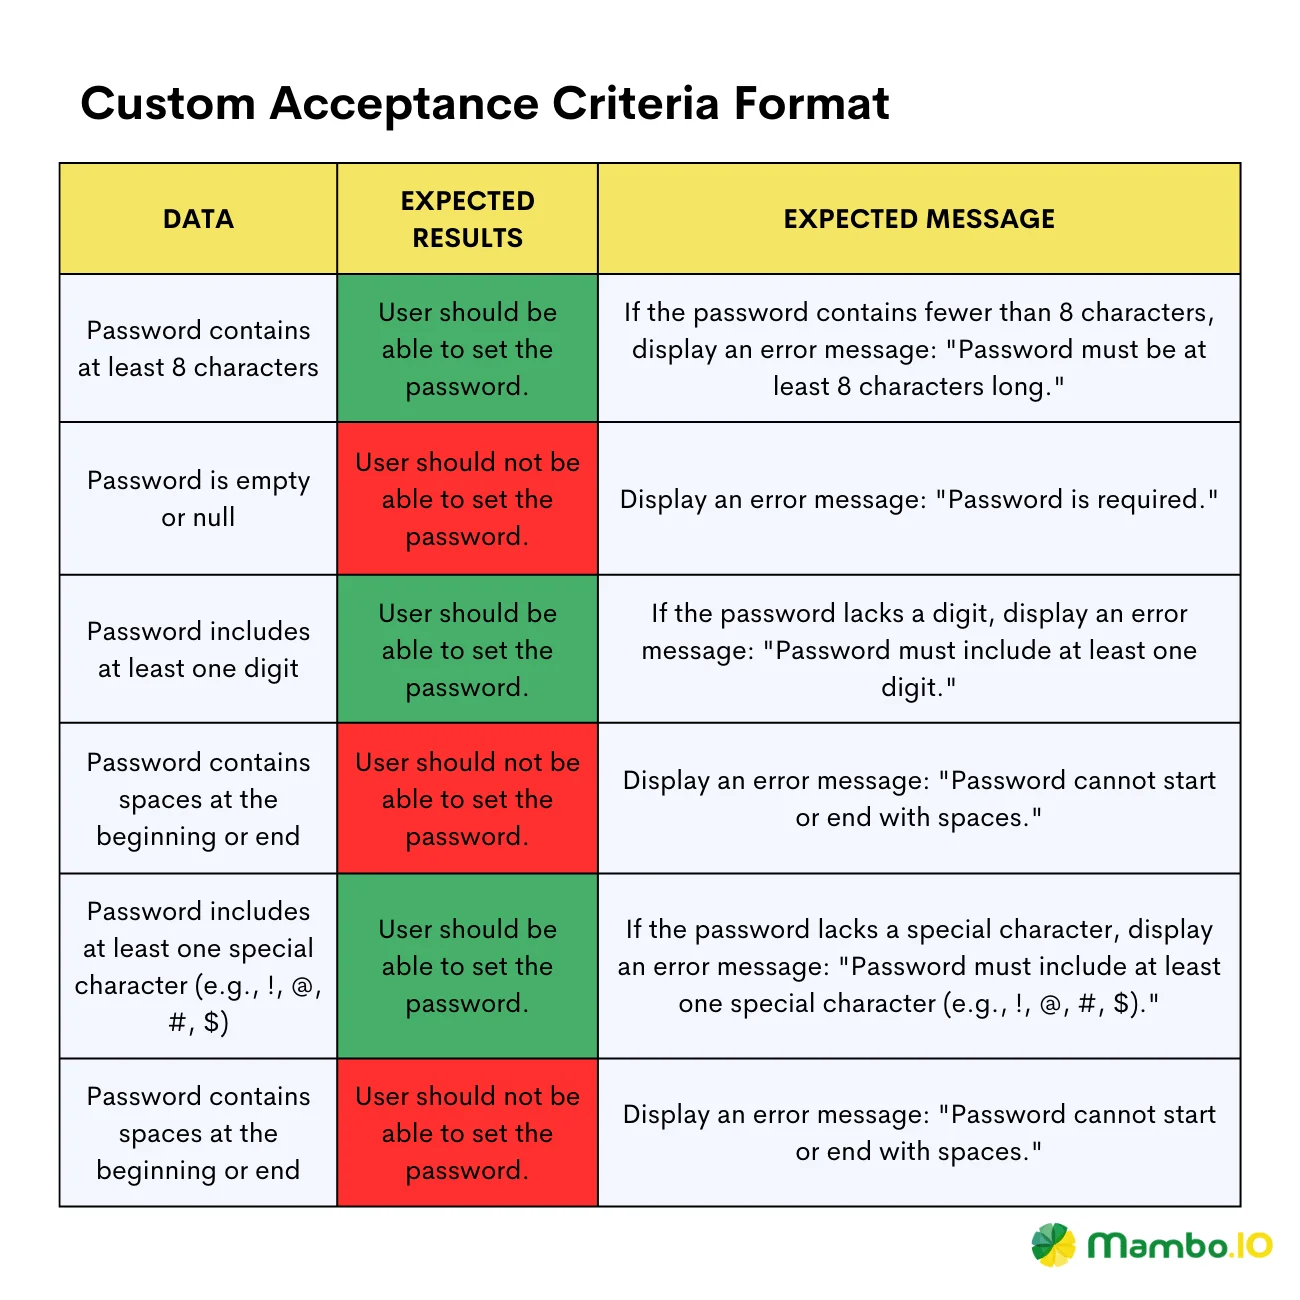 Custom Acceptance Criteria Format
DATA
EXPECTED
RESULTS
EXPECTED MESSAGE
Password contains
at least 8 characters
User should be
able to set the
password.
If the password contains fewer than 8 characters,
display an error message: "Password must be at
least 8 characters long."
Password is empty
or null
User should not be
able to set the
password.
Display an error message: "Password is required."
Password includes
at least one digit
User should be
able to set the
password.
If the password lacks a digit, display an error
message: "Password must include at least one
digit."
Password contains
spaces at the
beginning or end
User should not be
able to set the
password.
Display an error message: "Password cannot start
or end with spaces."
Password includes
at least one special
character (e.g., !, @,
#, $)
User should be
able to set the
password.
If the password lacks a special character, display
an error message: "Password must include at least
one special character (e.g., !, @, #, $)."
Password contains
spaces at the
beginning or end
User should not be
able to set the
password.
Display an error message: "Password cannot start
or end with spaces."
Mambo.IO